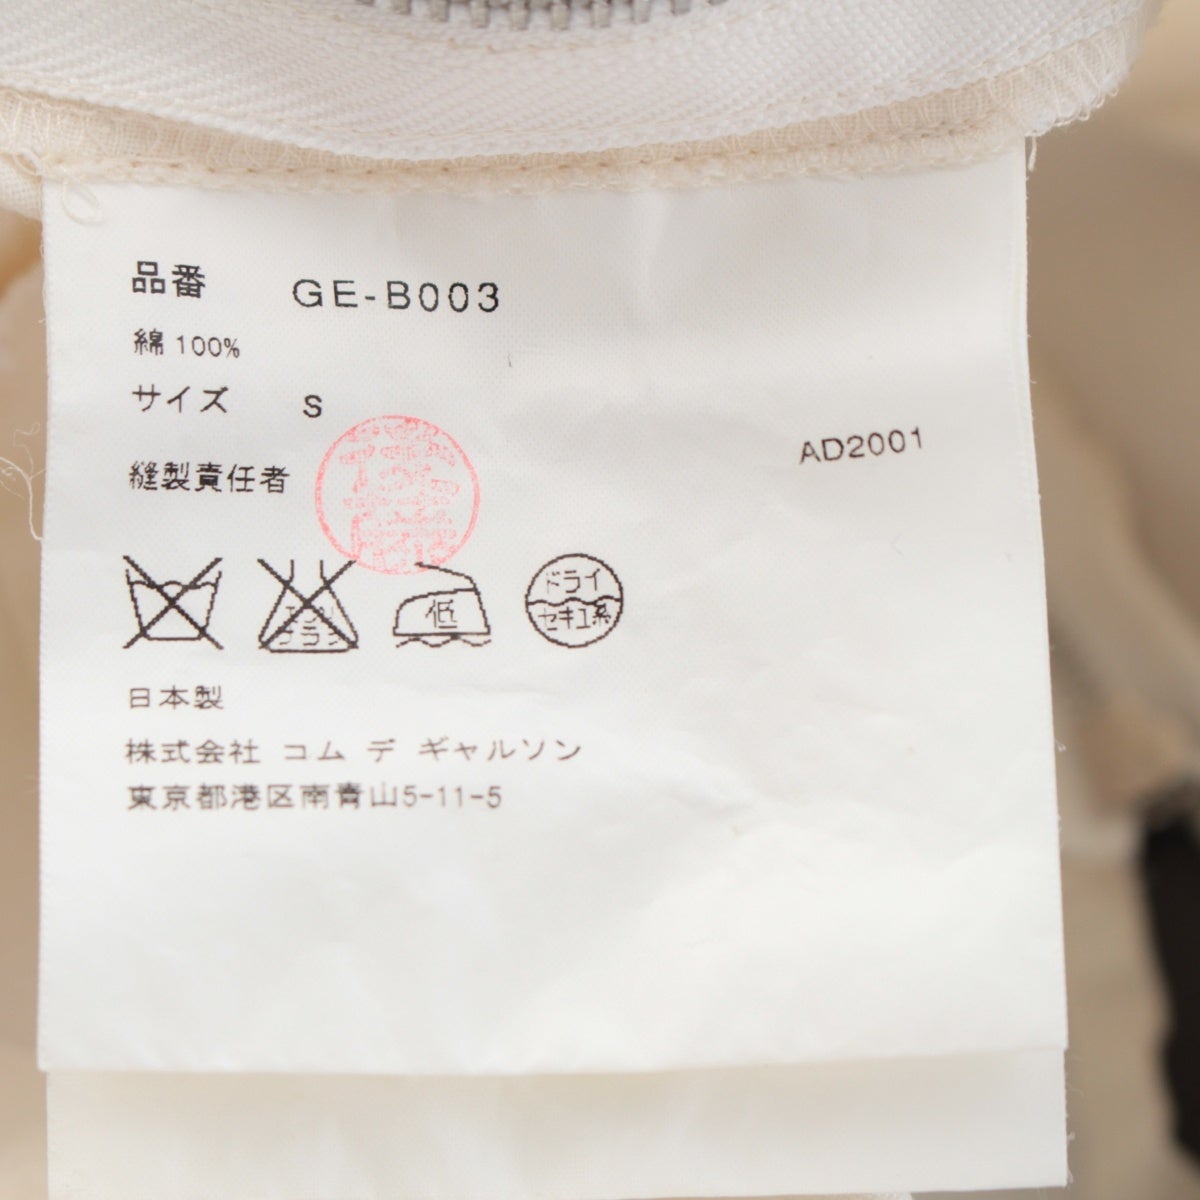 品番 GE-B003
綿 100%
サイズ S
AD2001
縫製責任者
低
ドライ
セキユ系
日本製
株式会社 コム デ ギャルソン
東京都港区南青山5-11-5